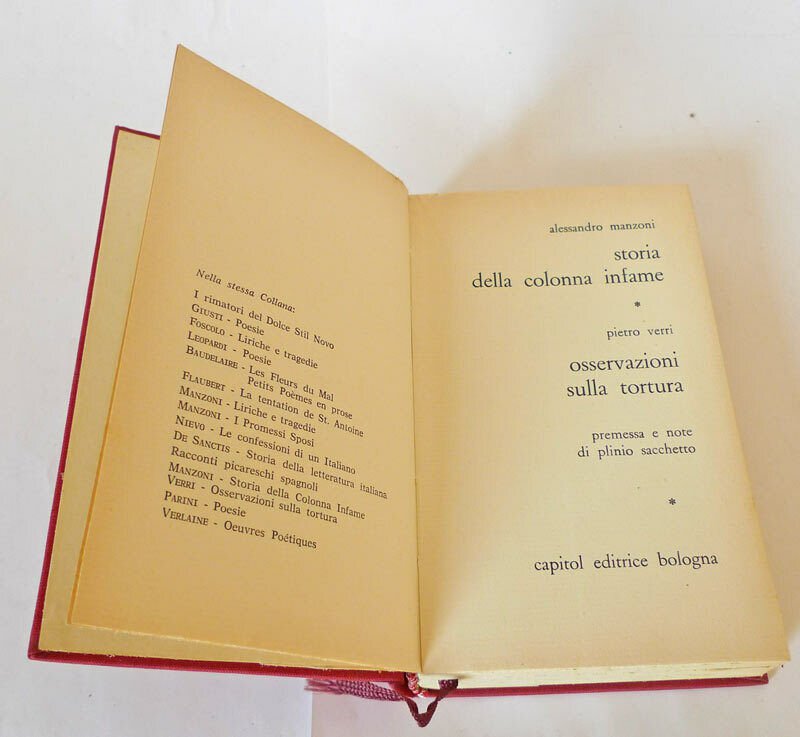 Nella stessa Collana:
I rimatori del Dolce Stil Novo
GIUSTI - Poesie
FOSCOLO - Liriche e tragedie
LEOPARDI - Poesie
BAUDELAIRE - Les Fleurs du Mal
Petits Poèmes en prose
FLAUBERT - La tentation de St. Antoine
MANZONI - Liriche e tragedie
MANZONI - I Promessi Sposi
NIEVO - Le confessioni di un Italiano
DE SANCTIS - Storia della letteratura italiana
Racconti picareschi spagnoli
MANZONI - Storia della Colonna Infame
VERRI - Osservazioni sulla tortura
PARINI - Poesie
VERLAINE - Oeuvres Poétiques
alessandro manzoni
storia
della colonna infame
*
pietro verri
osservazioni
sulla tortura
premessa e note
di plinio sacchetto
*
capitol editrice bologna